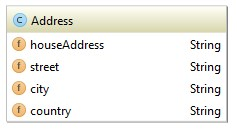 C Address
f houseAddress String
f street String
f city String
f country String